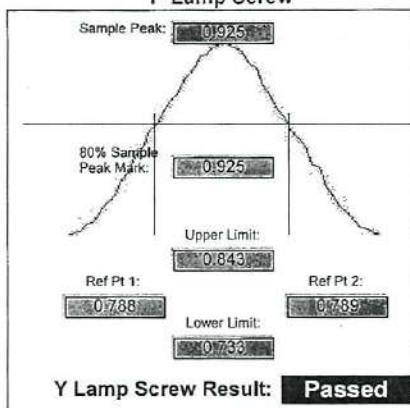 Y Lamp Screw
Sample Peak: 0.925
80% Sample
Peak Mark: 0.925
Upper Limit:
0.843
Ref Pt 1: Ref Pt 2:
0.788 0.789
Lower Limit:
0.733
Y Lamp Screw Result: Passed